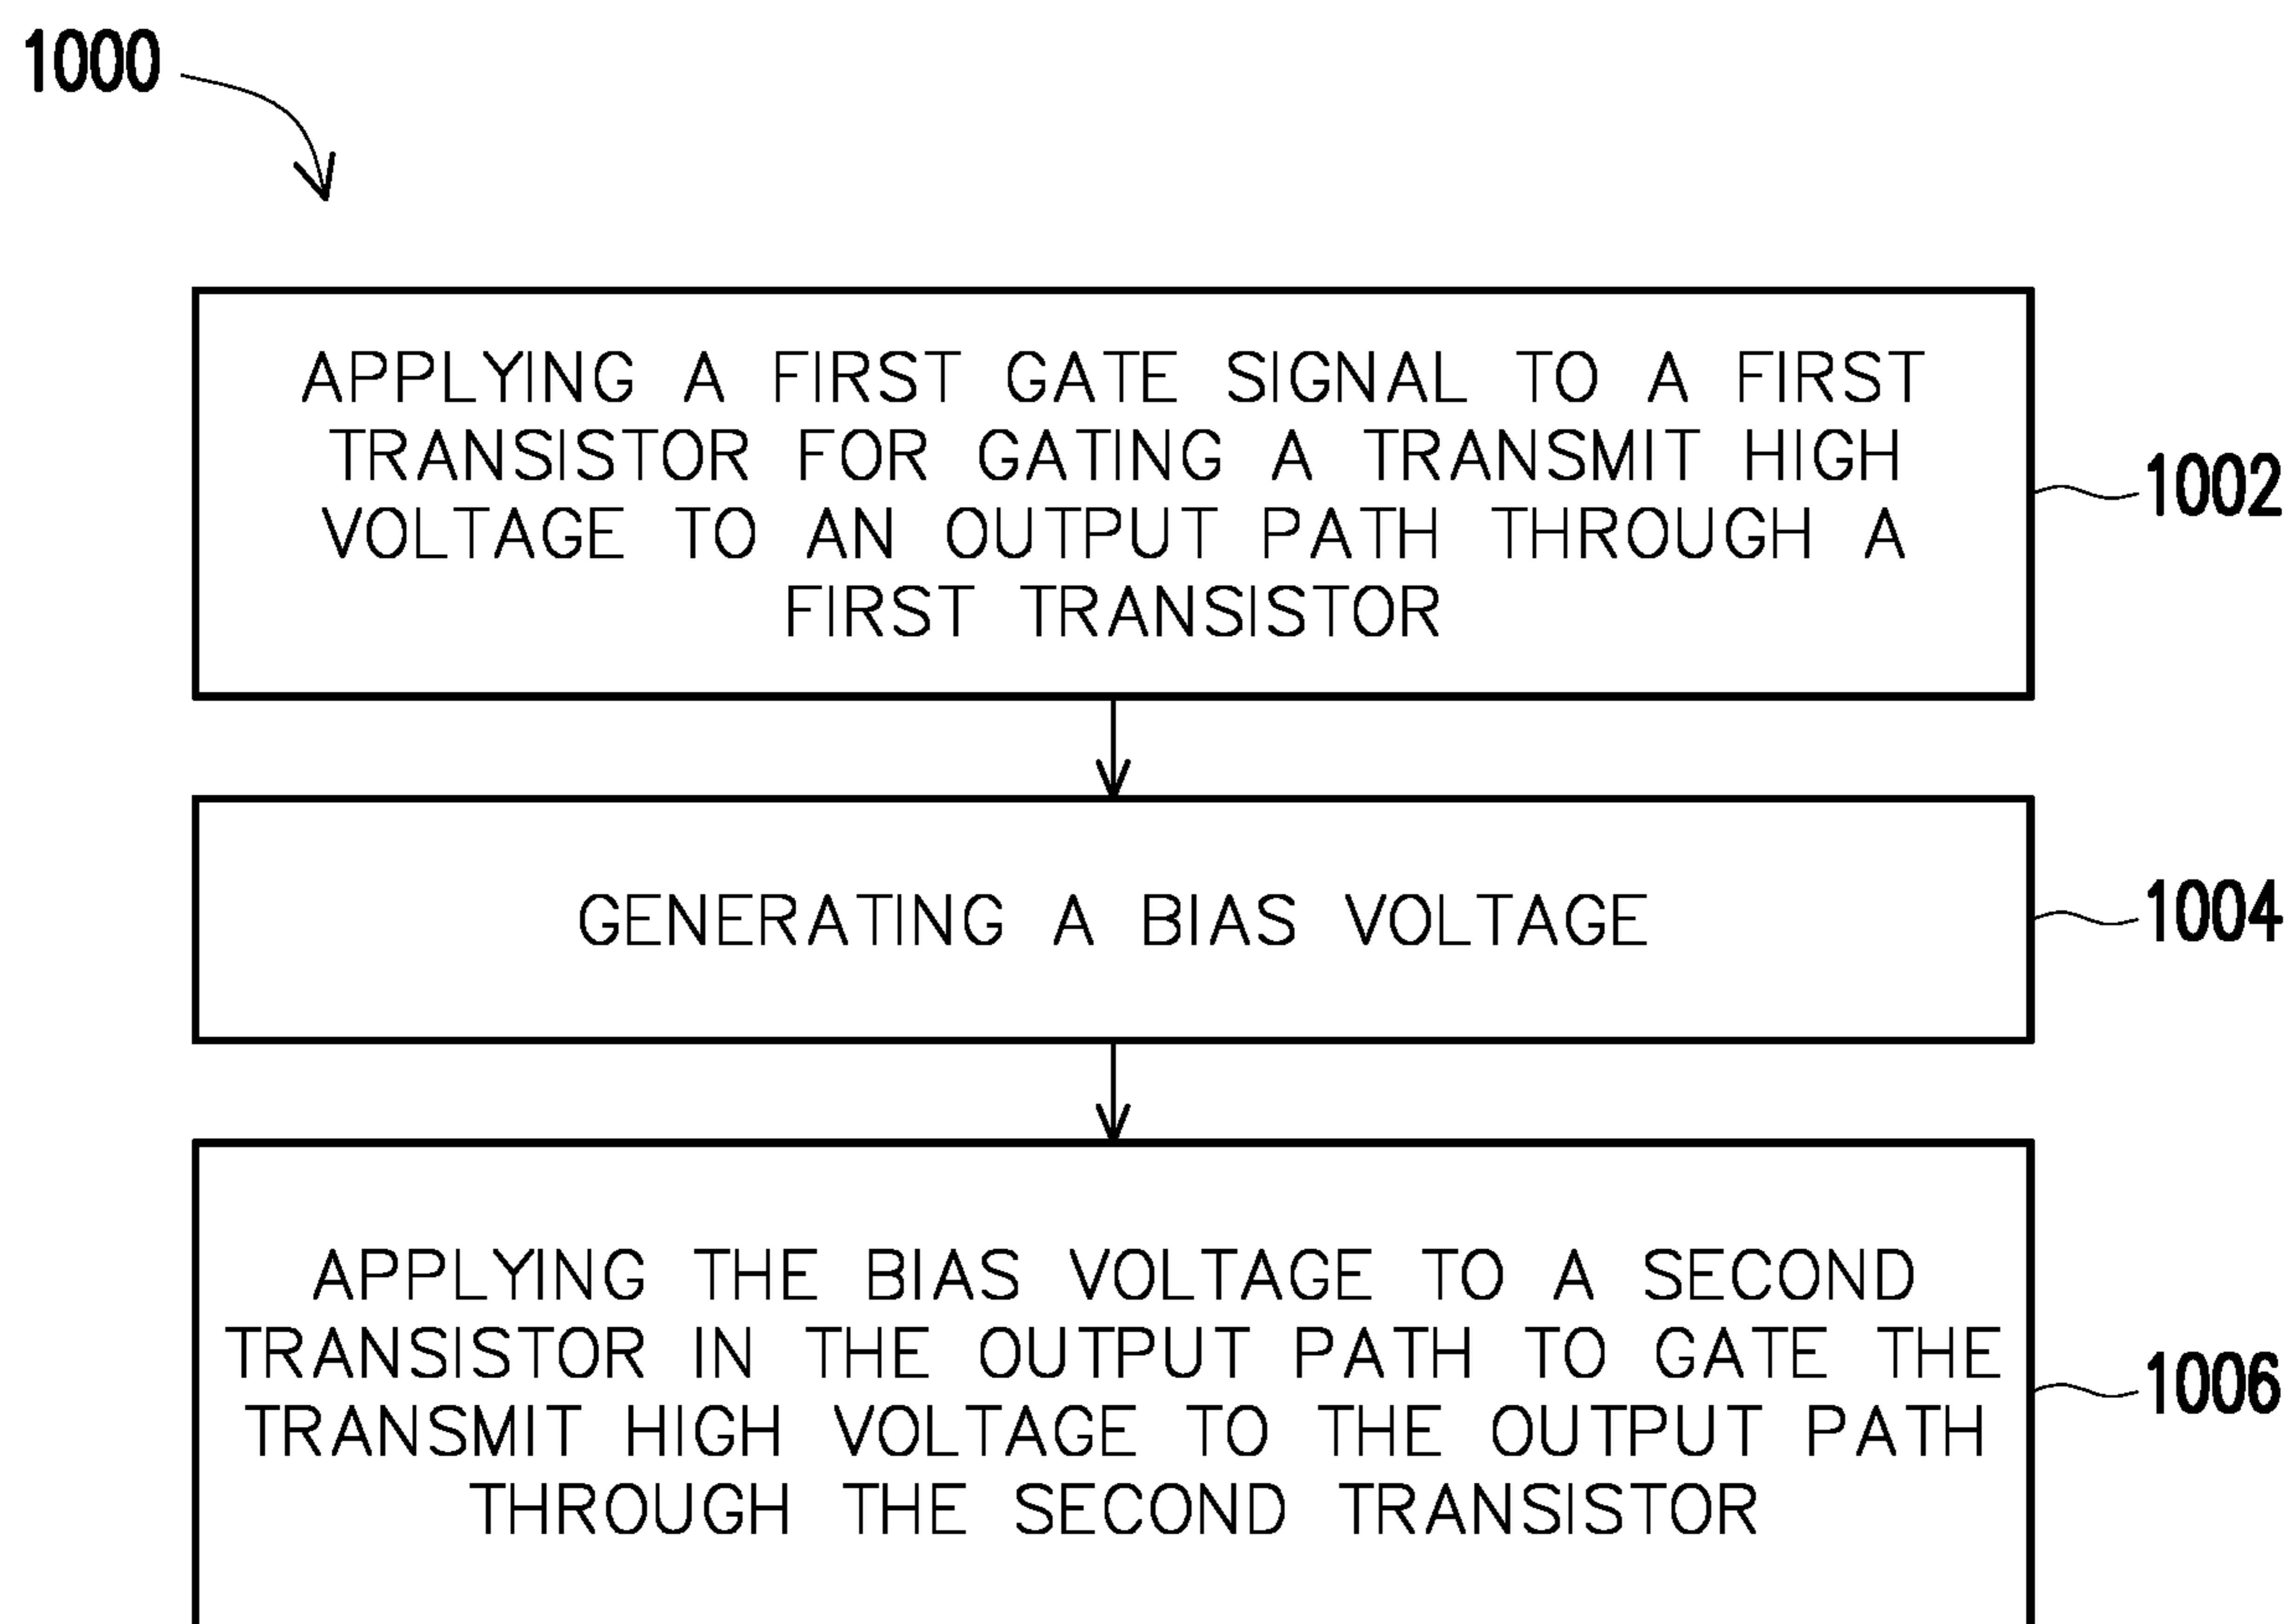 1000
APPLYING A FIRST GATE SIGNAL TO A FIRST
TRANSISTOR FOR GATING A TRANSMIT HIGH
VOLTAGE TO AN OUTPUT PATH THROUGH A
FIRST TRANSISTOR
1002
GENERATING A BIAS VOLTAGE
1004
APPLYING THE BIAS VOLTAGE TO A SECOND
TRANSISTOR IN THE OUTPUT PATH TO GATE THE
TRANSMIT HIGH VOLTAGE TO THE OUTPUT PATH
THROUGH THE SECOND TRANSISTOR
1006